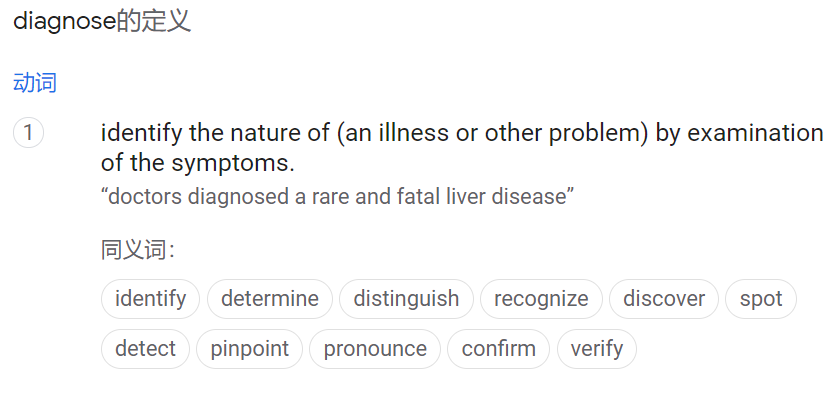 diagnose的定义
动词
1
identify the nature of (an illness or other problem) by examination
of the symptoms.
“doctors diagnosed a rare and fatal liver disease”
同义词：
identify determine distinguish recognize discover spot
detect pinpoint pronounce confirm verify